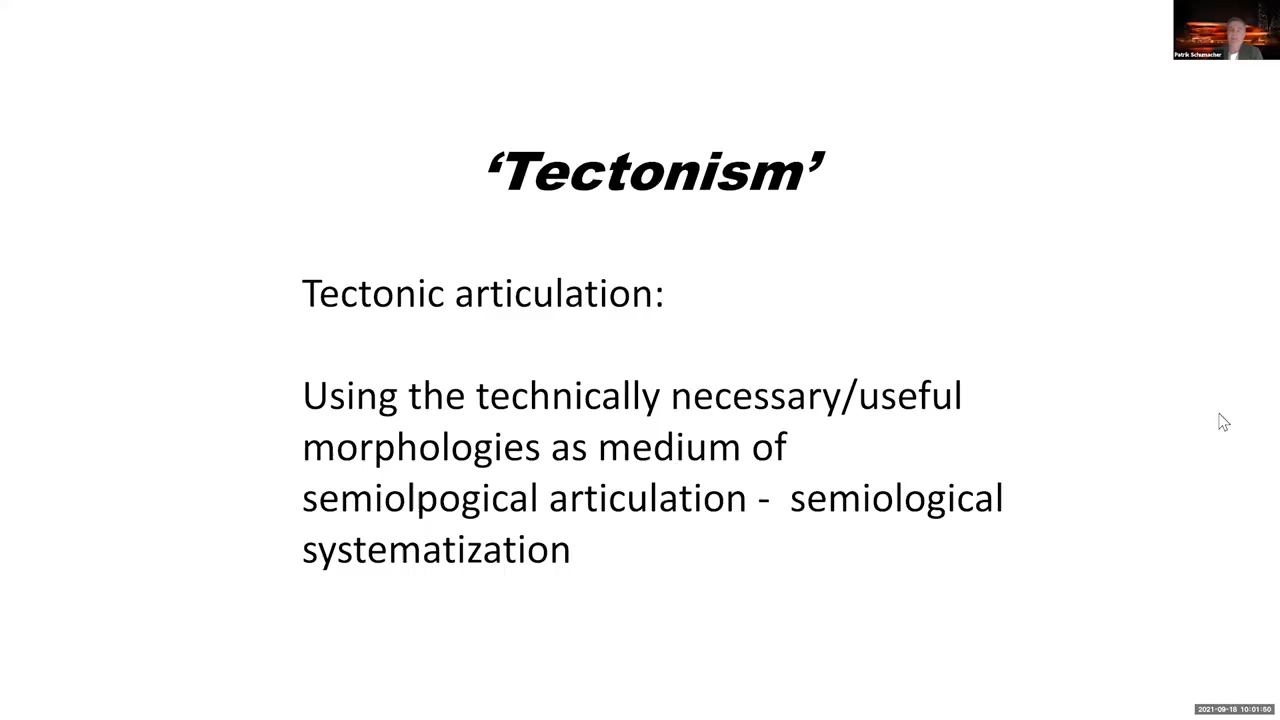 Patrik Schumacher
‘Tectonism’
Tectonic articulation:
Using the technically necessary/useful
morphologies as medium of
semiolpogical articulation - semiological
systematization
2021-09-18 10:01:50